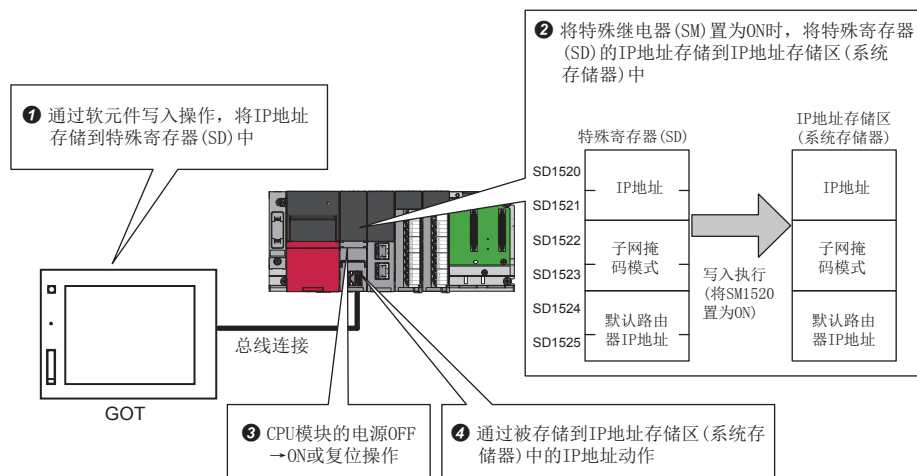 ❶ 通过软元件写入操作，将IP地址
存储到特殊寄存器(SD)中
❷ 将特殊继电器(SM)置为ON时，将特殊寄存器
(SD)的IP地址存储到IP地址存储区(系统
存储器)中
特殊寄存器(SD)
IP地址存储区
(系统存储器)
SD1520
SD1521
SD1522
SD1523
SD1524
SD1525
IP地址
子网掩
码模式
默认路由
器IP地址
写入执行
(将SM1520
置为ON)
IP地址
子网掩
码模式
默认路由
器IP地址
总线连接
GOT
❸ CPU模块的电源OFF
→ON或复位操作
❹ 通过被存储到IP地址存储区(系统存
储器)中的IP地址动作